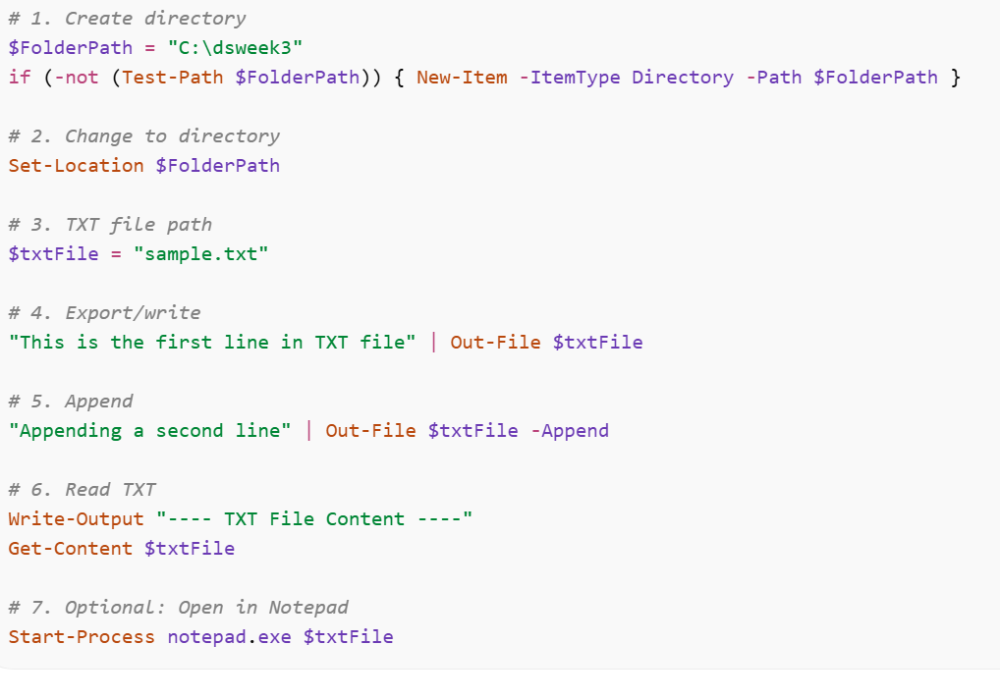 # 1. Create directory
$FolderPath = "C:\dsweek3"
if (-not (Test-Path $FolderPath)) { New-Item -ItemType Directory -Path $FolderPath }
# 2. Change to directory
Set-Location $FolderPath
# 3. TXT file path
$txtFile = "sample.txt"
# 4. Export/write
"This is the first line in TXT file" | Out-File $txtFile
# 5. Append
"Appending a second line" | Out-File $txtFile -Append
# 6. Read TXT
Write-Output "---- TXT File Content ----"
Get-Content $txtFile
# 7. Optional: Open in Notepad
Start-Process notepad.exe $txtFile